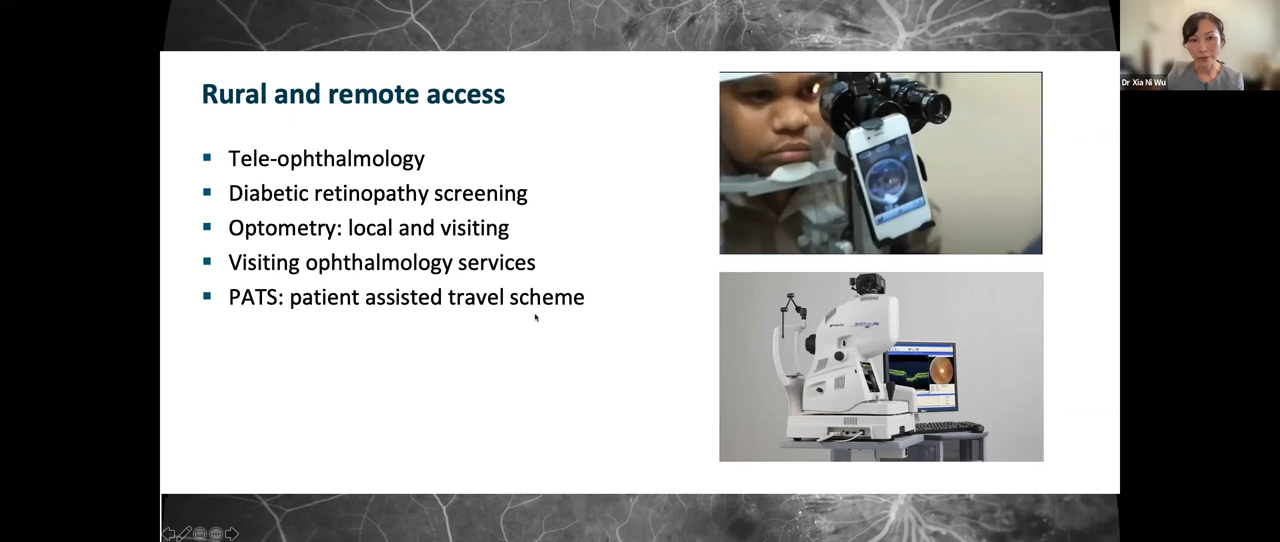 Rural and remote access
Tele-ophthalmology
Diabetic retinopathy screening
Optometry: local and visiting
Visiting ophthalmology services
PATS: patient assisted travel scheme
Dr Xia Ni Wu